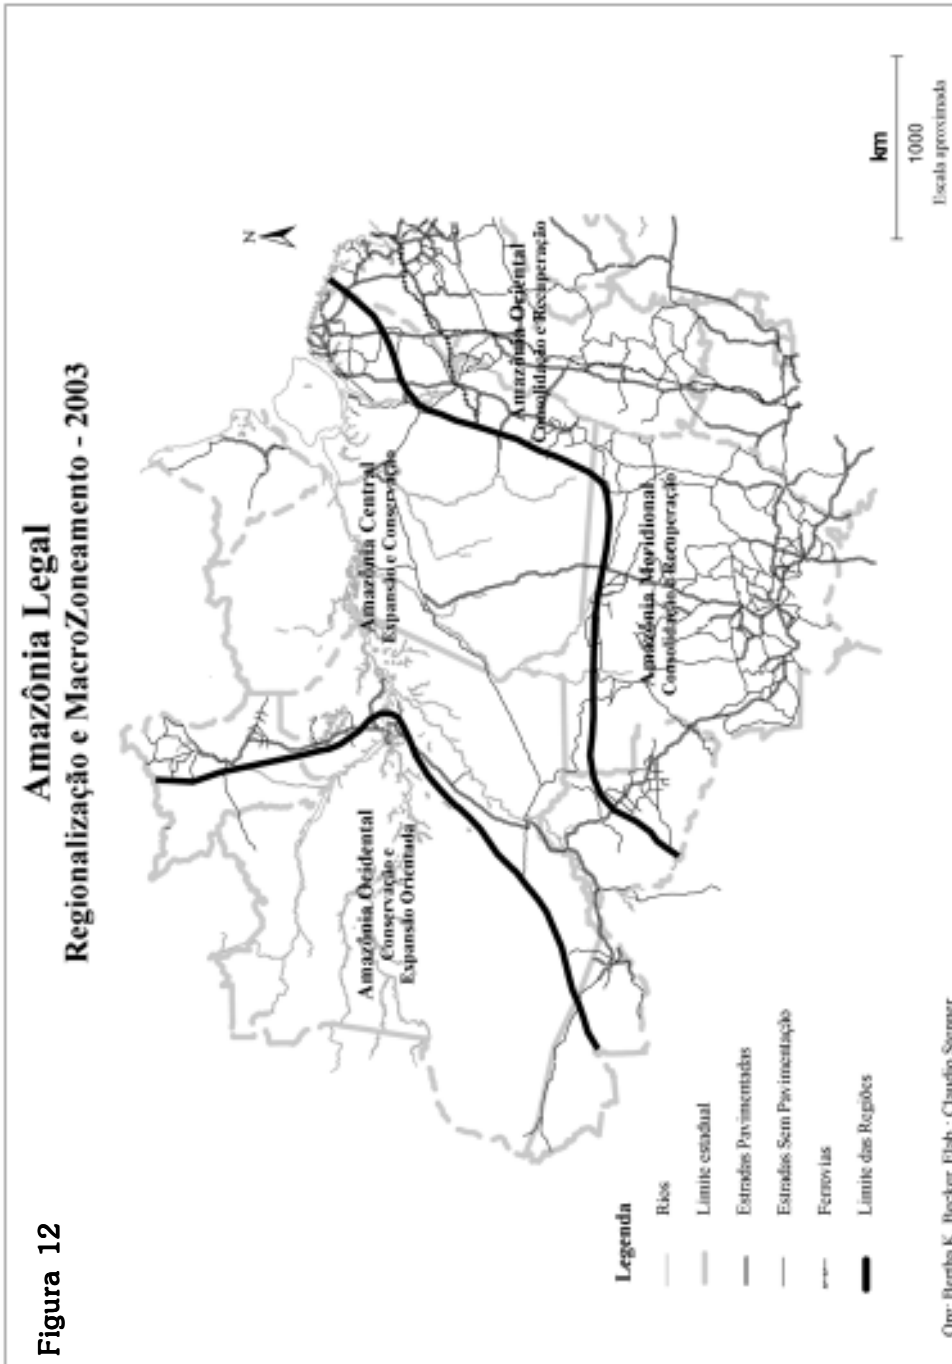 Figura 12
Amazônia Legal
Regionalização e MacroZoneamento - 2003
N
Amazônia Ocidental
Conservação e
Expansão Orientada
Amazônia Central
Expansão e Conservação
Amazônia Oriental
Consolidação e Recuperação
Amazônia Meridional
Consolidação e Recuperação
Legenda
Rios
Limite estadual
Estradas Pavimentadas
Estradas Sem Pavimentação
Ferrovias
Limite das Regiões
km
1000
Escala aproximada
Org: Bertha K. Becker. Elab.: Claudio